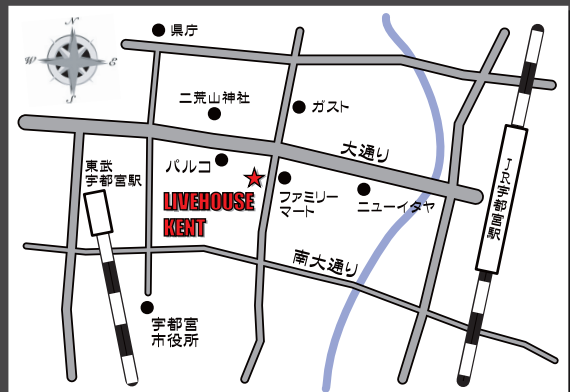 N
W
E
S
県庁
二荒山神社
ガスト
大通り
東武
宇都宮駅
パルコ
LIVEHOUSE
KENT
ファミリー
マート
ニューイタヤ
JR宇都宮駅
南大通り
宇都宮
市役所